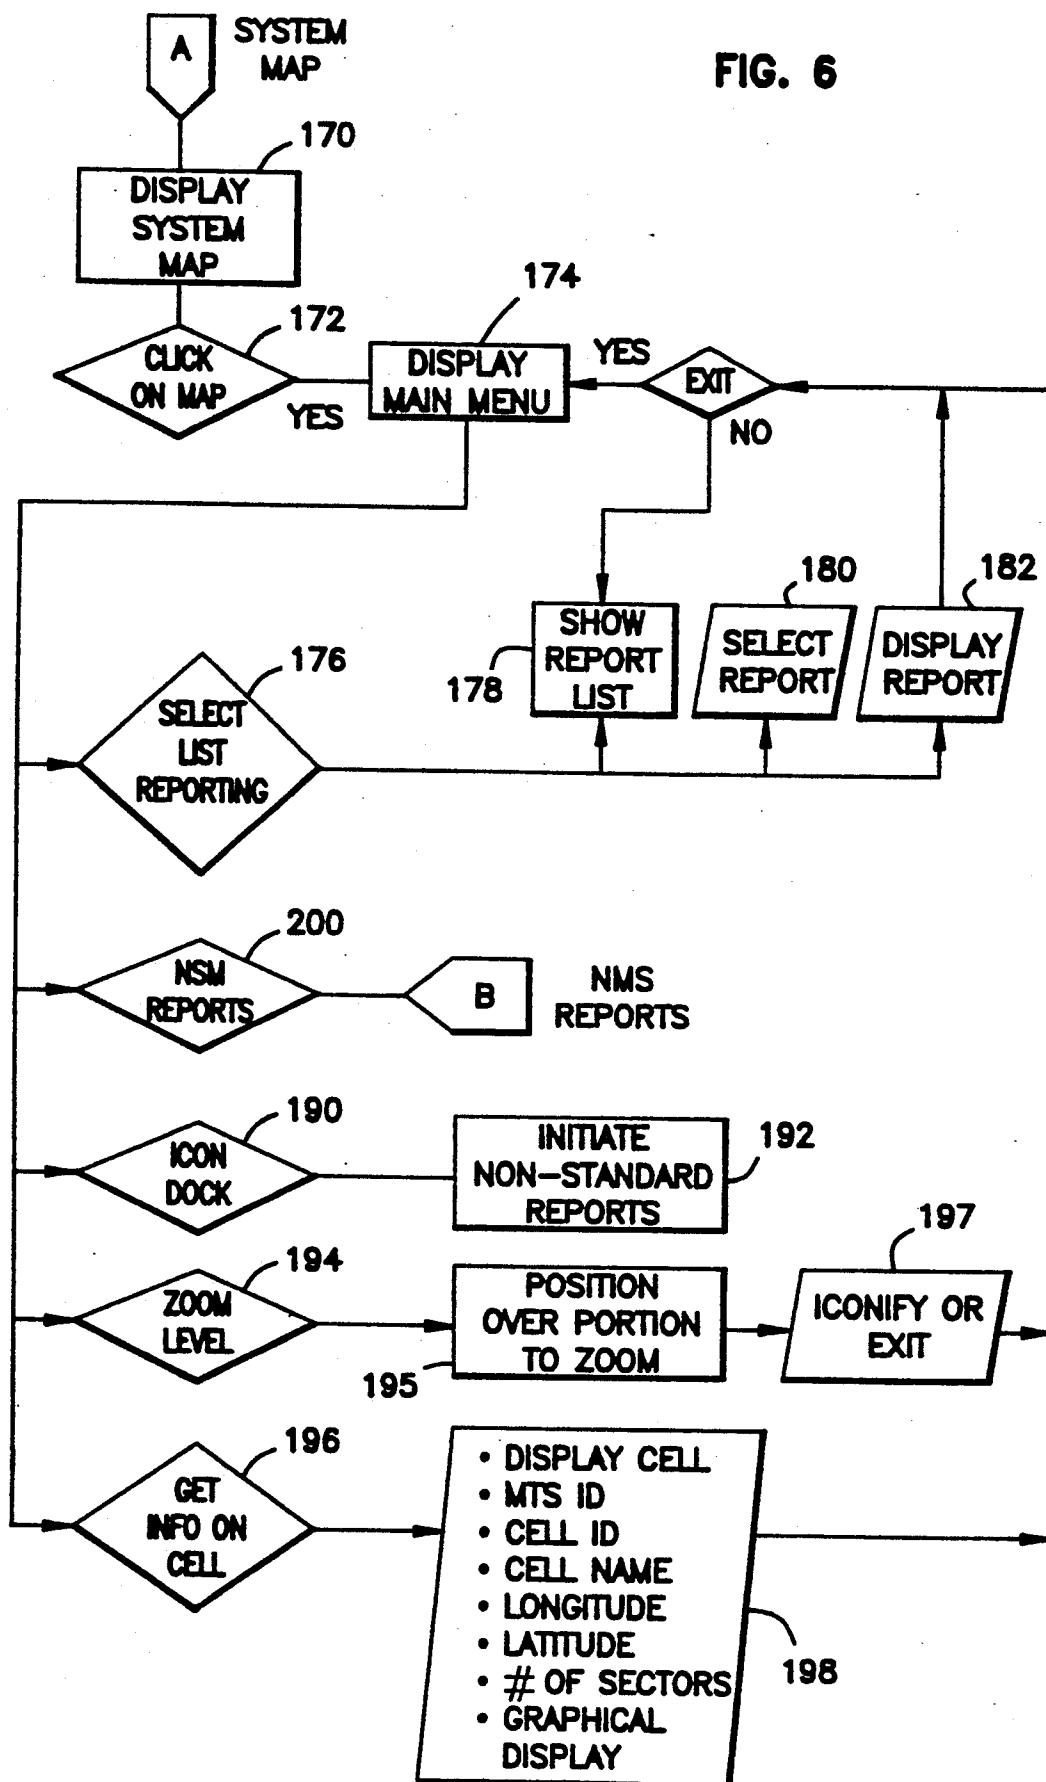 A
SYSTEM
MAP
FIG. 6
170
DISPLAY
SYSTEM
MAP
172
CLICK
ON MAP
YES
174
DISPLAY
MAIN MENU
YES
EXIT
NO
176
SELECT
LIST
REPORTING
178
SHOW
REPORT
LIST
180
SELECT
REPORT
182
DISPLAY
REPORT
200
NSM
REPORTS
B
NMS
REPORTS
190
ICON
DOCK
INITIATE
NON-STANDARD
REPORTS
192
194
ZOOM
LEVEL
195
POSITION
OVER PORTION
TO ZOOM
197
ICONIFY OR
EXIT
196
GET
INFO ON
CELL
• DISPLAY CELL
• MTS ID
• CELL ID
• CELL NAME
• LONGITUDE
• LATITUDE
• # OF SECTORS
• GRAPHICAL
DISPLAY
198